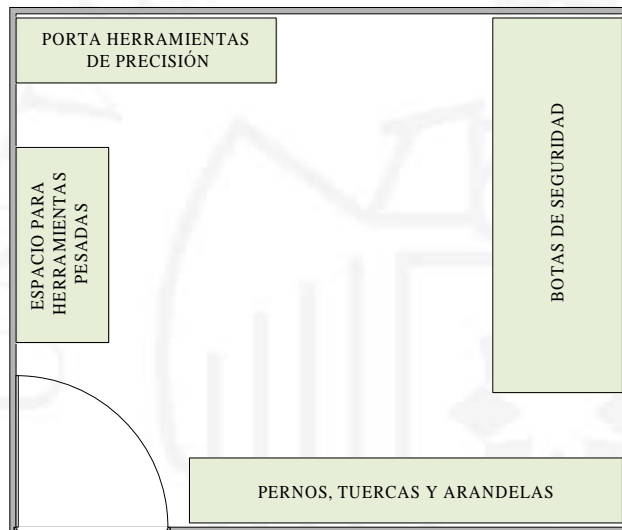 PORTA HERRAMIENTAS
DE PRECISIÓN
ESPACIO PARA
HERRAMIENTAS
PESADAS
BOTAS DE SEGURIDAD
PERNOS, TUERCAS Y ARANDELAS